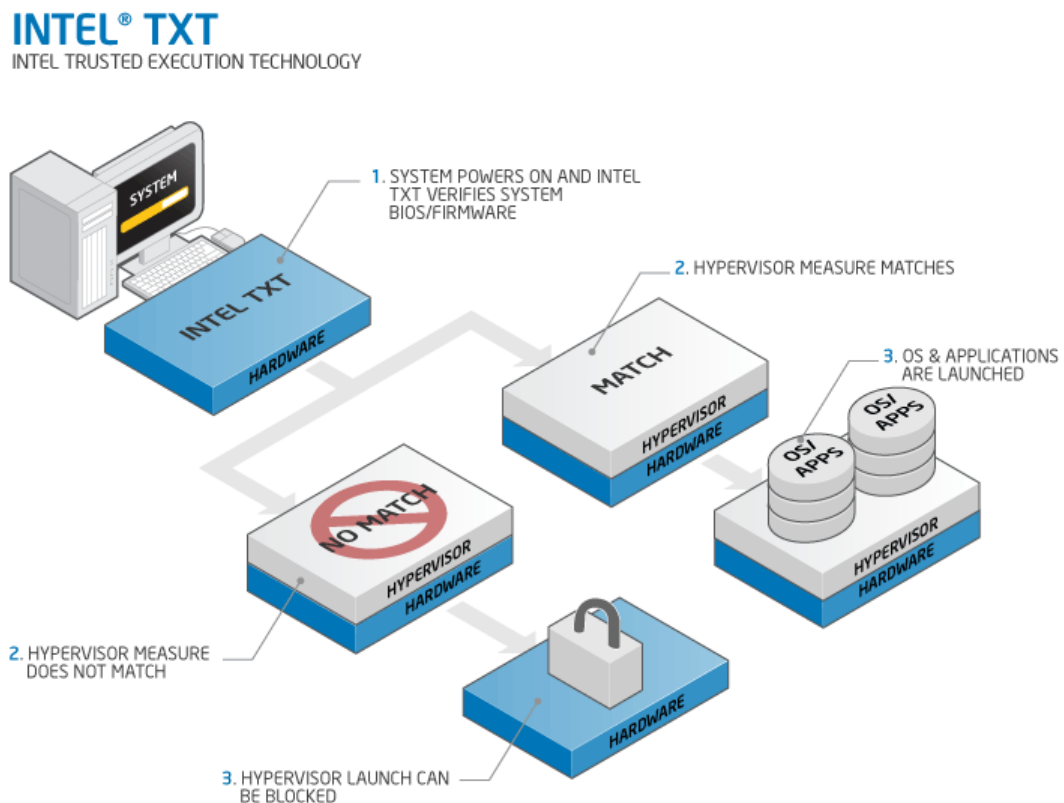 INTEL® TXT
INTEL TRUSTED EXECUTION TECHNOLOGY
SYSTEM
1. SYSTEM POWERS ON AND INTEL
TXT VERIFIES SYSTEM
BIOS/FIRMWARE
INTEL TXT
HARDWARE
2. HYPERVISOR MEASURE MATCHES
MATCH
HYPERVISOR
HARDWARE
3. OS & APPLICATIONS
ARE LAUNCHED
OS/
APPS
OS/
APPS
HYPERVISOR
HARDWARE
NO MATCH
HYPERVISOR
HARDWARE
2. HYPERVISOR MEASURE
DOES NOT MATCH
HARDWARE
3. HYPERVISOR LAUNCH CAN
BE BLOCKED